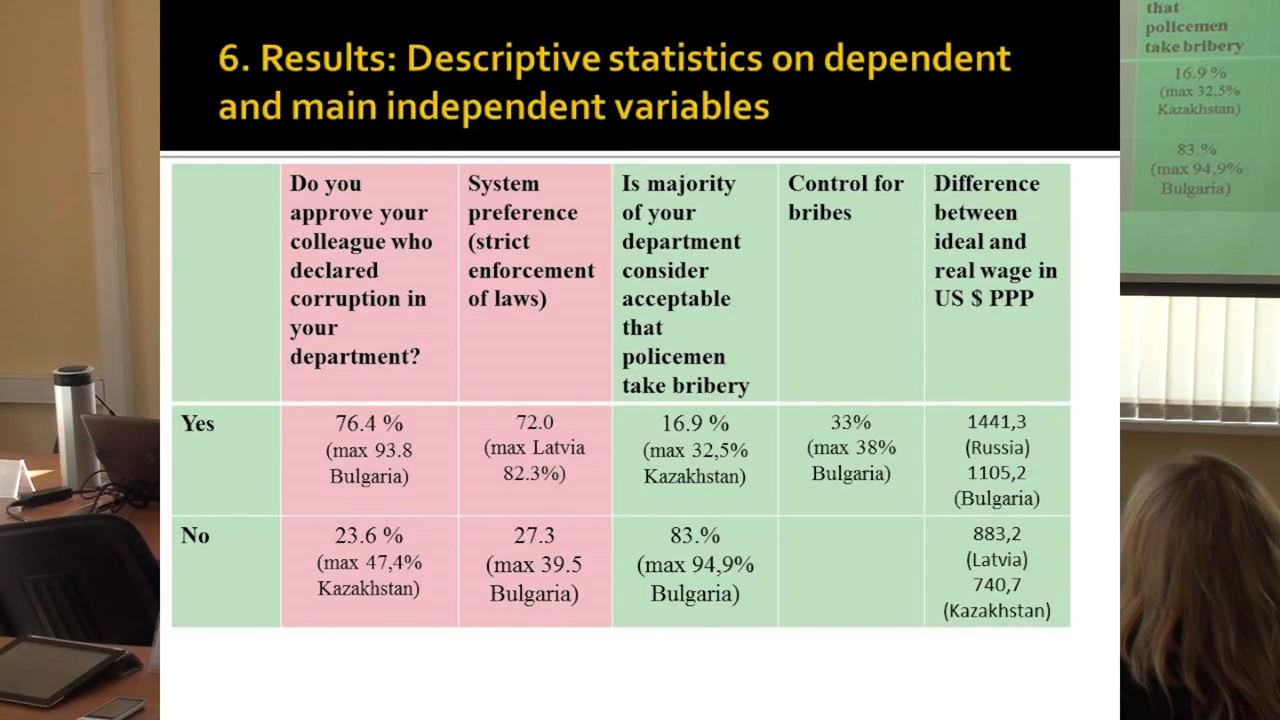 6. Results: Descriptive statistics on dependent
and main independent variables
Do you
approve your
colleague who
declared
corruption in
your
department?
System
preference
(strict
enforcement
of laws)
Is majority
of your
department
consider
acceptable
that
policemen
take bribery
Control for
bribes
Difference
between
ideal and
real wage in
US $ PPP
Yes
76.4 %
(max 93.8
Bulgaria)
72.0
(max Latvia
82.3%)
16.9 %
(max 32,5%
Kazakhstan)
33%
(max 38%
Bulgaria)
1441,3
(Russia)
1105,2
(Bulgaria)
No
23.6 %
(max 47,4%
Kazakhstan)
27.3
(max 39.5
Bulgaria)
83.%
(max 94,9%
Bulgaria)
883,2
(Latvia)
740,7
(Kazakhstan)
that
policemen
take bribery
16.9 %
(max 32,5%
Kazakhstan)
83.%
(max 94,9%
Bulgaria)